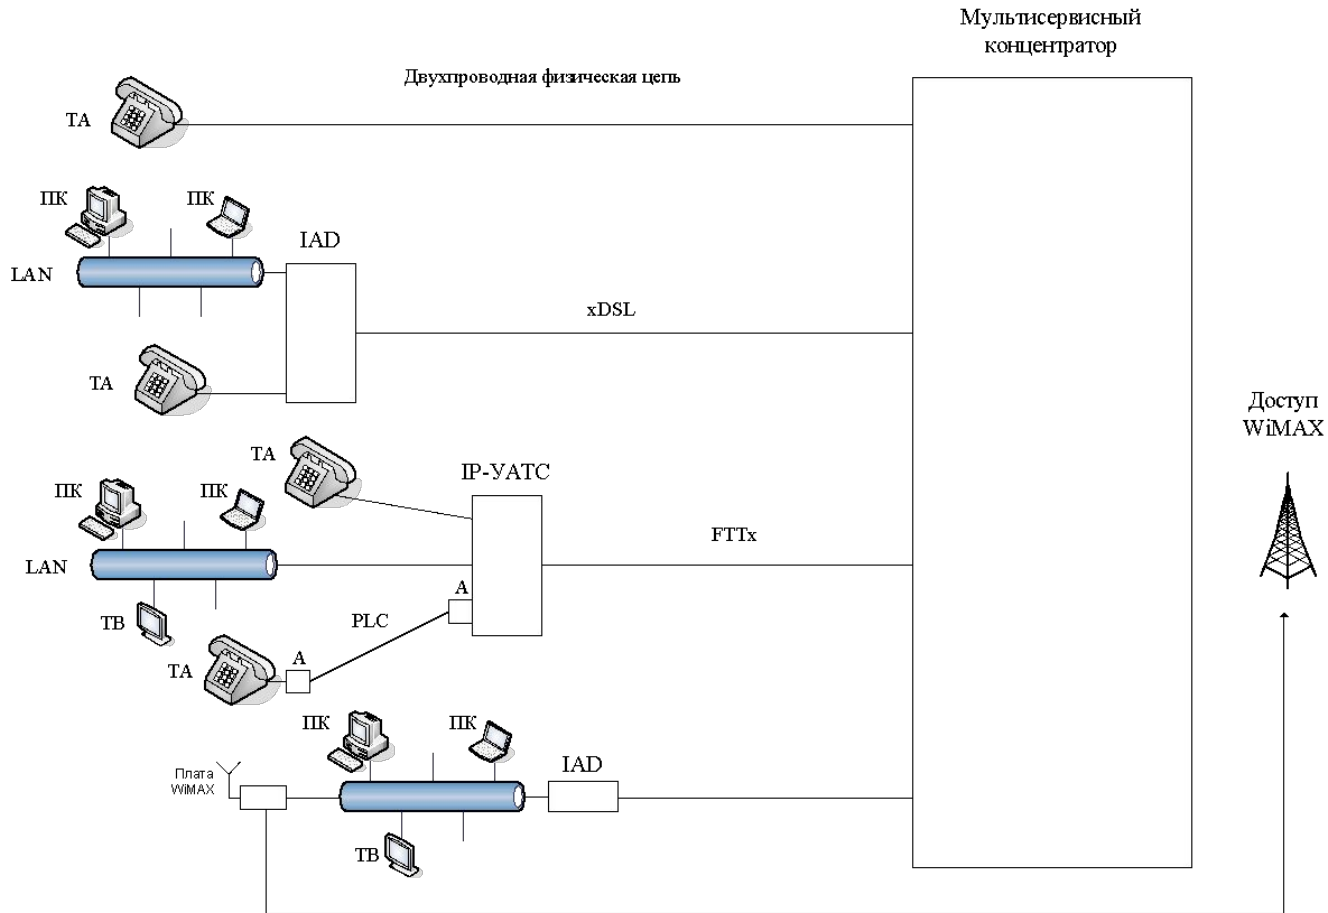 Мультисервисный
концентратор
Двухпроводная физическая цепь
ТА
ПК
ПК
IAD
LAN
xDSL
ТА
Доступ
WiMAX
ТА
IP-УАТС
ПК
ПК
FTTx
LAN
А
ТВ
PLC
А
ТА
ПК
ПК
IAD
Плата
WiMAX
ТВ